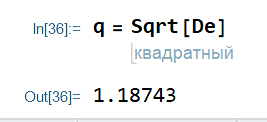 In[36]:= q = Sqrt[De]
квадратный
Out[36]= 1.18743